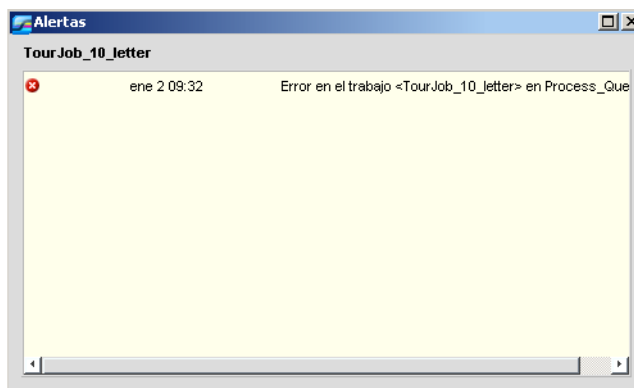 Alertas
TourJob_10_letter
ene 2 09:32 Error en el trabajo <TourJob_10_letter> en Process_Que